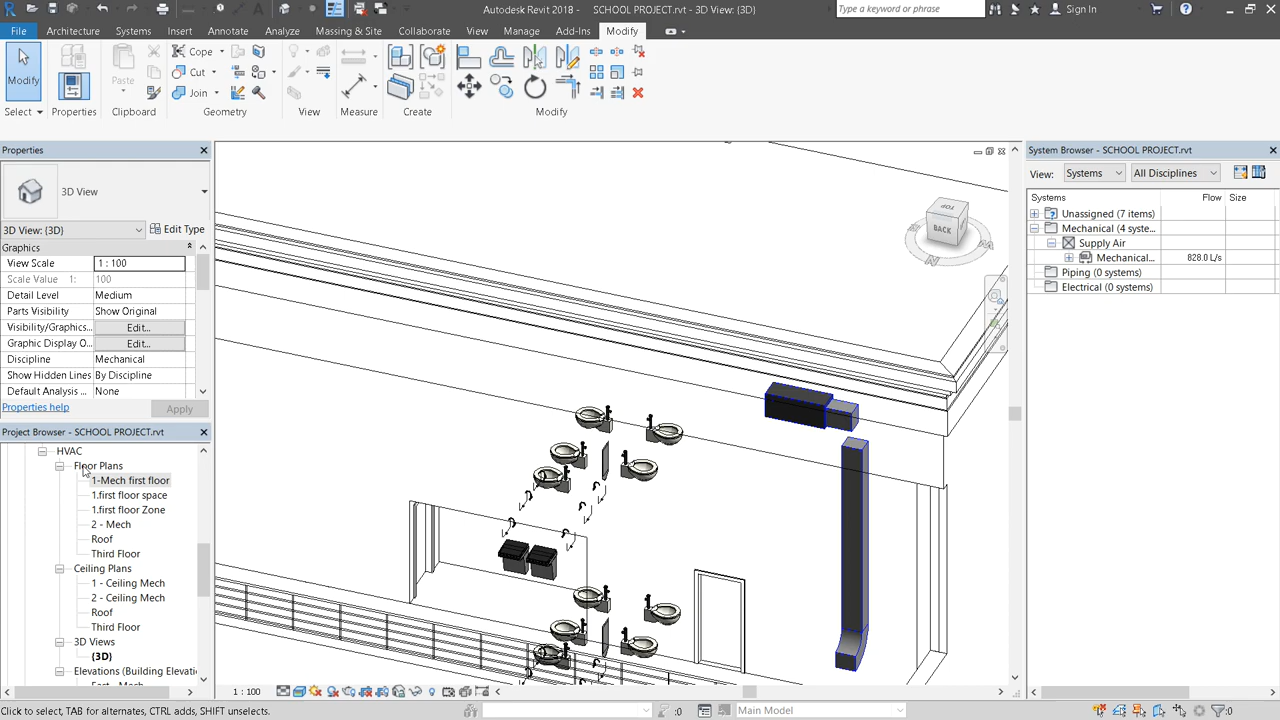 Autodesk Revit 2018 - SCHOOL PROJECT.rvt - 3D View: {3D}
Type a keyword or phrase
Sign In
File Architecture Systems Insert Annotate Analyze Massing & Site Collaborate View Manage Add-Ins Modify
Modify
Properties
Paste
Cope
Cut
Join
Select
Properties
Clipboard
Geometry
View
Measure
Create
Modify
Properties
3D View
3D View: {3D}
Edit Type
Graphics
View Scale 1 : 100
Scale Value 1: 100
Detail Level Medium
Parts Visibility Show Original
Visibility/Graphics... Edit...
Graphic Display O... Edit...
Discipline Mechanical
Show Hidden Lines By Discipline
Default Analysis ... None
Properties help
Apply
Project Browser - SCHOOL PROJECT.rvt
HVAC
Floor Plans
1-Mech first floor
1.first floor space
1.first floor Zone
2 - Mech
Roof
Third Floor
Ceiling Plans
1 - Ceiling Mech
2 - Ceiling Mech
Roof
Third Floor
3D Views
{3D}
Elevations (Building Elevati
TOP
BACK
System Browser - SCHOOL PROJECT.rvt
View: Systems All Disciplines
Systems Flow Size
Unassigned (7 items)
Mechanical (4 syste...
Supply Air
Mechanical... 828.0 L/s
Piping (0 systems)
Electrical (0 systems)
1 : 100
Click to select, TAB for alternates, CTRL adds, SHIFT unselects.
:0
Main Model
:0